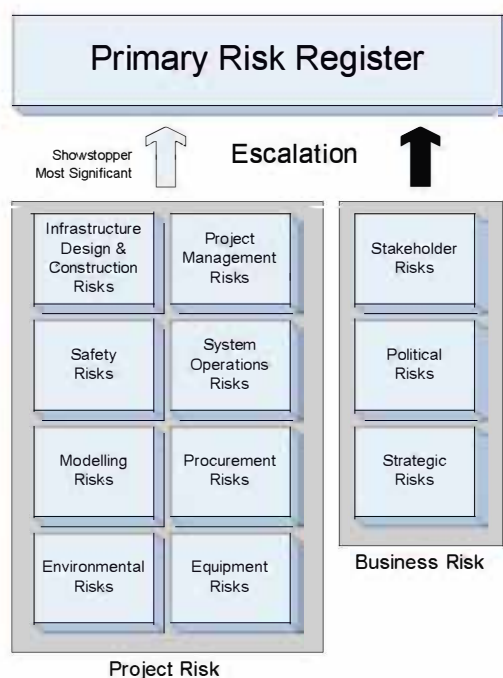 Primary Risk Register
Showstopper
Most Significant
Escalation
Infrastructure
Design &
Construction
Risks
Project
Management
Risks
Stakeholder
Risks
Safety
Risks
System
Operations
Risks
Political
Risks
Modelling
Risks
Procurement
Risks
Strategic
Risks
Environmental
Risks
Equipment
Risks
Business Risk
Project Risk